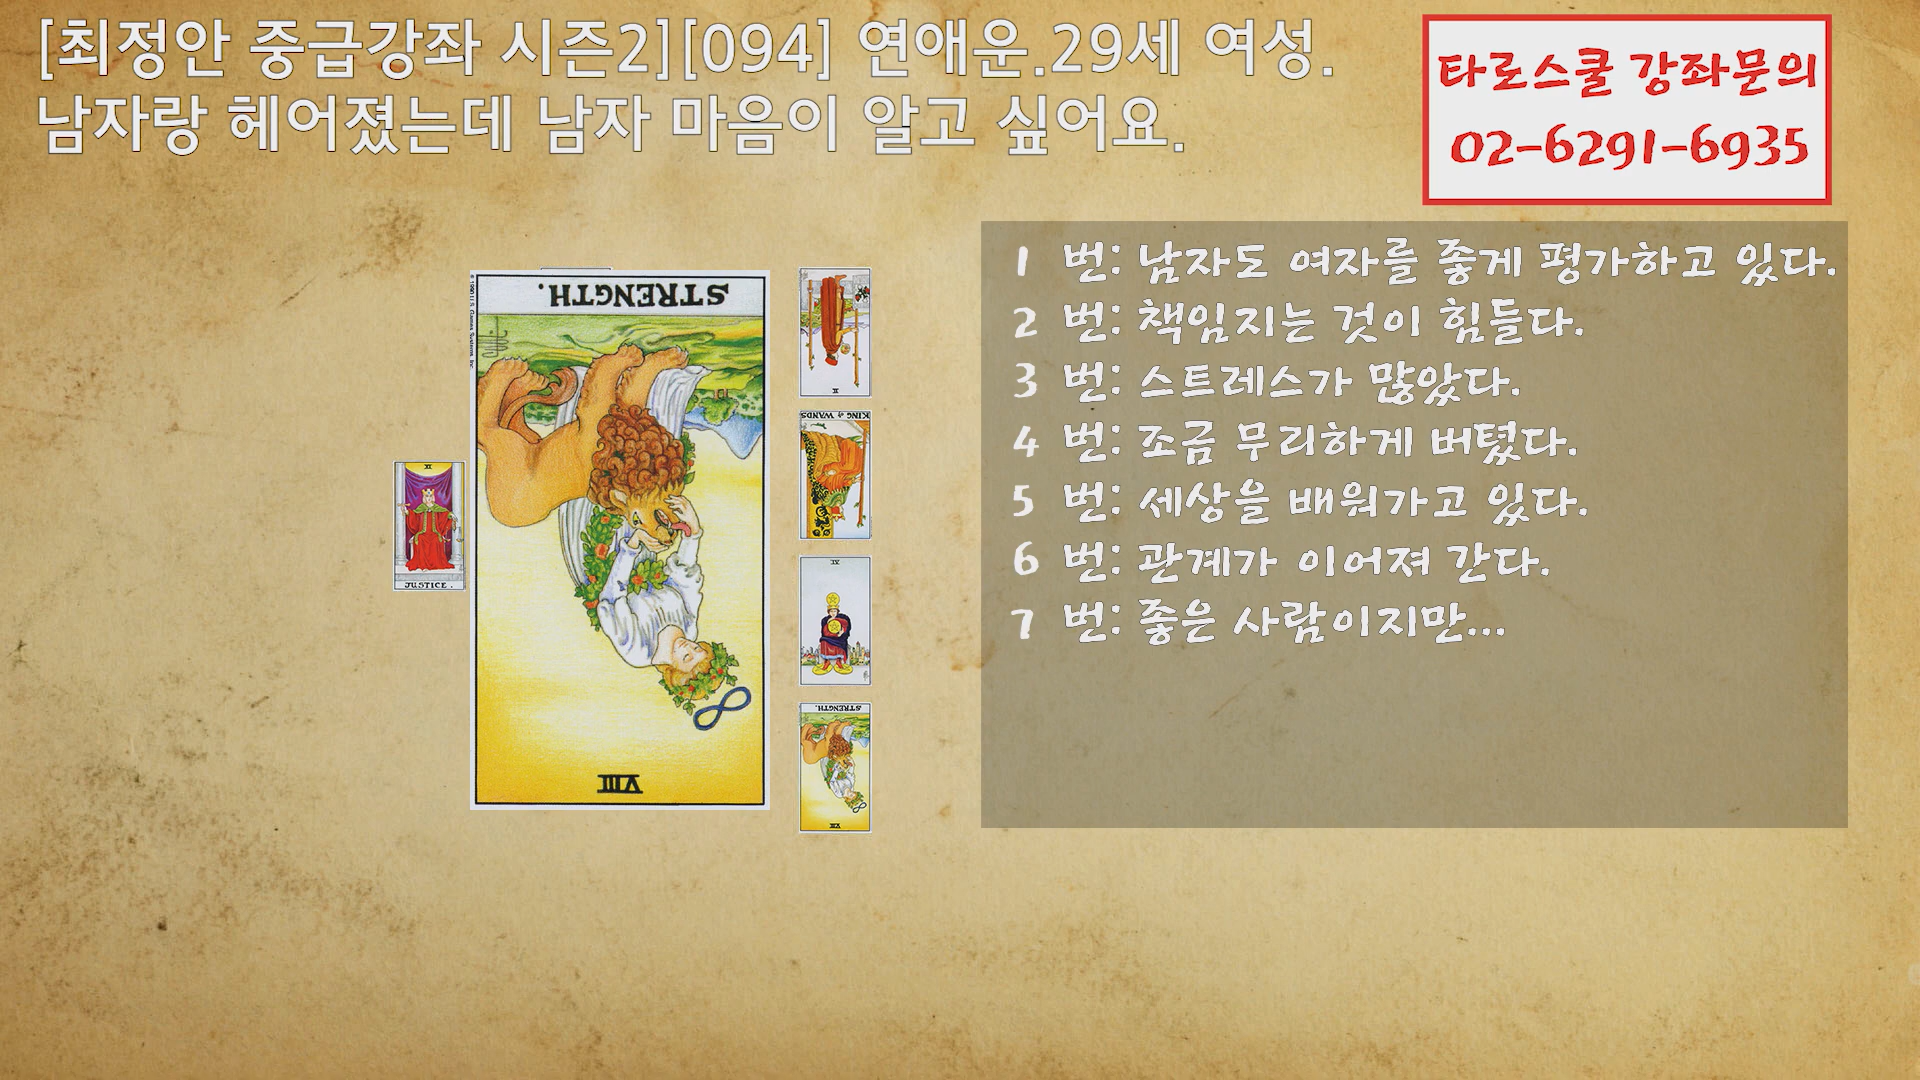 [최정안 중급강좌 시즌2][094] 연애운.29세 여성.
남자랑 헤어졌는데 남자 마음이 알고 싶어요.
타로스쿨 강좌문의
02-6291-6935
1 번: 남자도 여자를 좋게 평가하고 있다.
2 번: 책임지는 것이 힘들다.
3 번: 스트레스가 많았다.
4 번: 조금 무리하게 버텼다.
5 번: 세상을 배워가고 있다.
6 번: 관계가 이어져 간다.
7 번: 좋은 사람이지만...
XI
JUSTICE.
STRENGTH.
VIII
II
KING of WANDS
IV
STRENGTH.
VIII